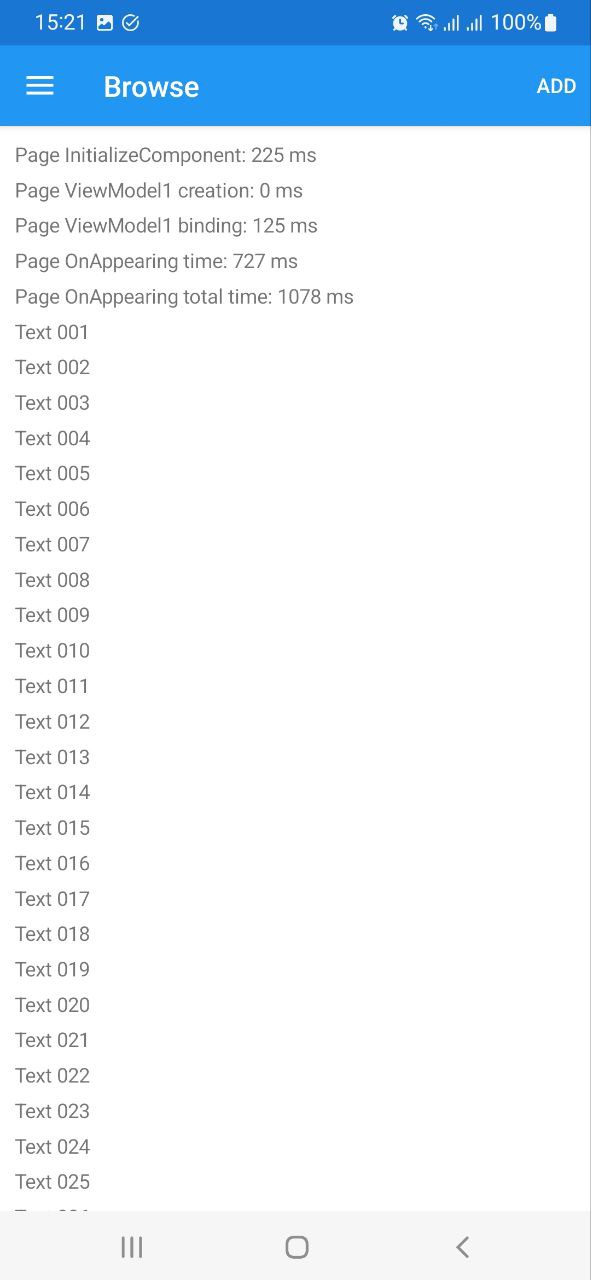 15:21 100%
Browse ADD
Page InitializeComponent: 225 ms
Page ViewModel1 creation: 0 ms
Page ViewModel1 binding: 125 ms
Page OnAppearing time: 727 ms
Page OnAppearing total time: 1078 ms
Text 001
Text 002
Text 003
Text 004
Text 005
Text 006
Text 007
Text 008
Text 009
Text 010
Text 011
Text 012
Text 013
Text 014
Text 015
Text 016
Text 017
Text 018
Text 019
Text 020
Text 021
Text 022
Text 023
Text 024
Text 025